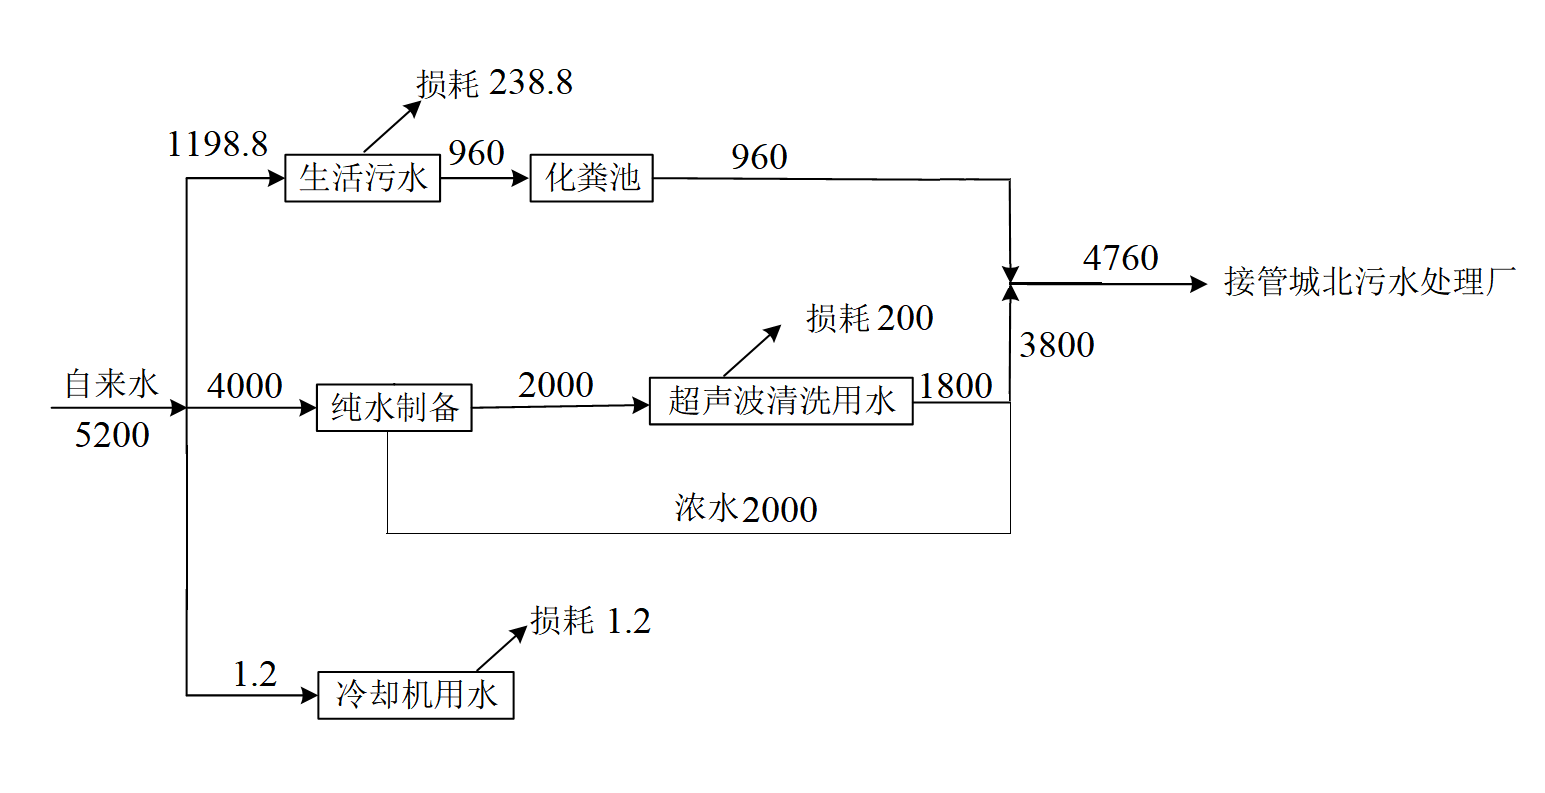 损耗 238.8
1198.8
生活污水
960
化粪池
960
4760
接管城北污水处理厂
损耗 200
3800
自来水
5200
4000
纯水制备
2000
超声波清洗用水
1800
浓水2000
损耗 1.2
1.2
冷却机用水